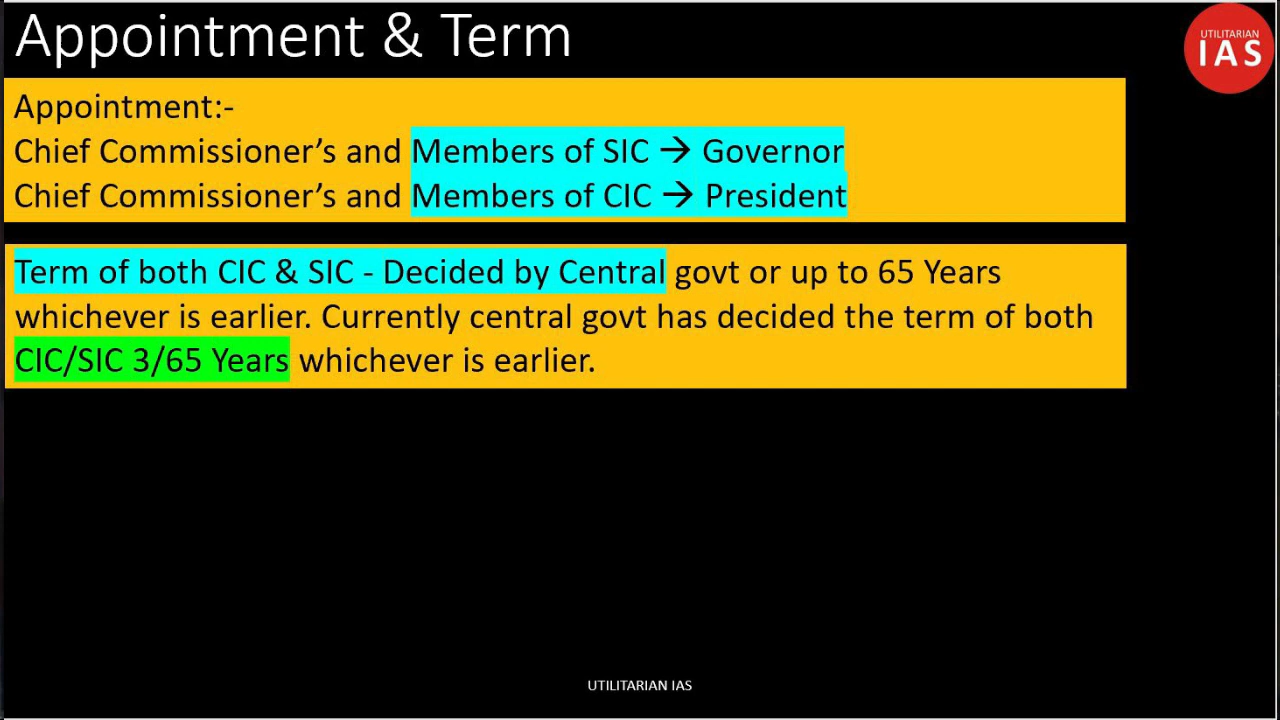 Appointment & Term
UTILITARIAN
IAS
Appointment:-
Chief Commissioner’s and Members of SIC → Governor
Chief Commissioner’s and Members of CIC → President
Term of both CIC & SIC - Decided by Central govt or up to 65 Years
whichever is earlier. Currently central govt has decided the term of both
CIC/SIC 3/65 Years whichever is earlier.
UTILITARIAN IAS